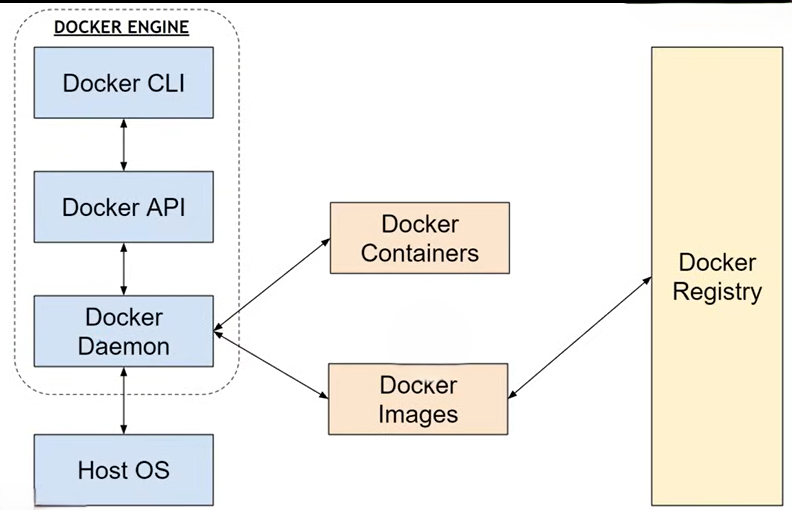 DOCKER ENGINE
Docker CLI
Docker API
Docker
Daemon
Host OS
Docker
Containers
Docker
Images
Docker
Registry